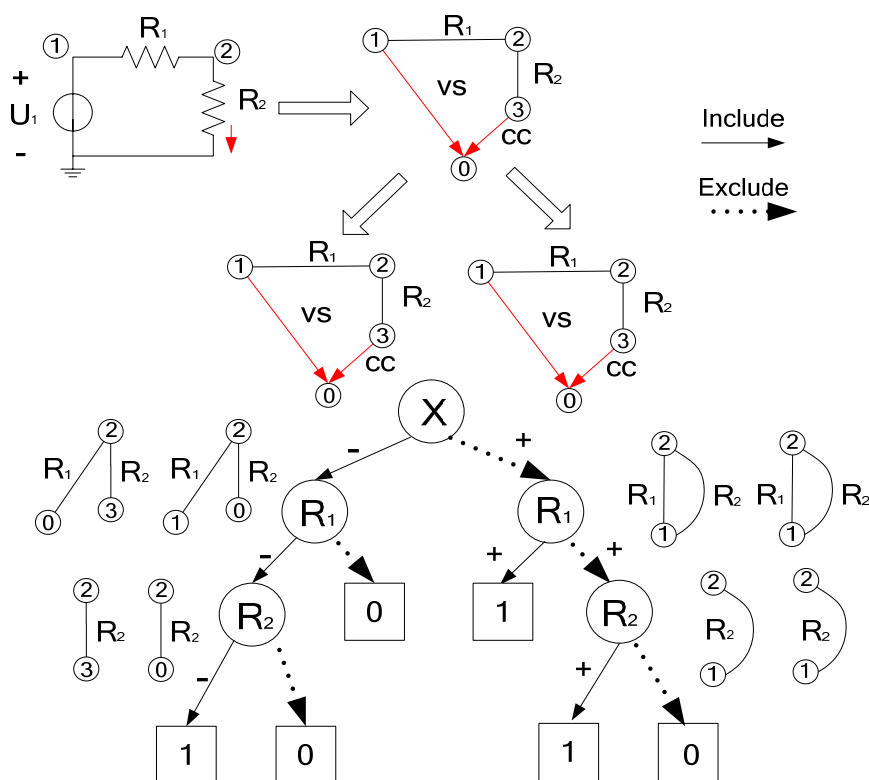 1 R₁ 2
+
U₁
-
R₂
1 R₁ 2
vs R₂
3
cc
0
Include
Exclude
1 R₁ 2
vs R₂
3
cc
0
1 R₁ 2
vs R₂
3
cc
0
X
- +
2
R₁ R₂
0 3
2
R₁ R₂
1 0
R₁
R₁
2
R₁ R₂
1
2
R₁ R₂
1
- + +
2
R₂
3
2
R₂
0
R₂
0
1
R₂
2
R₂
1
2
R₂
1
- +
1
0
1
0